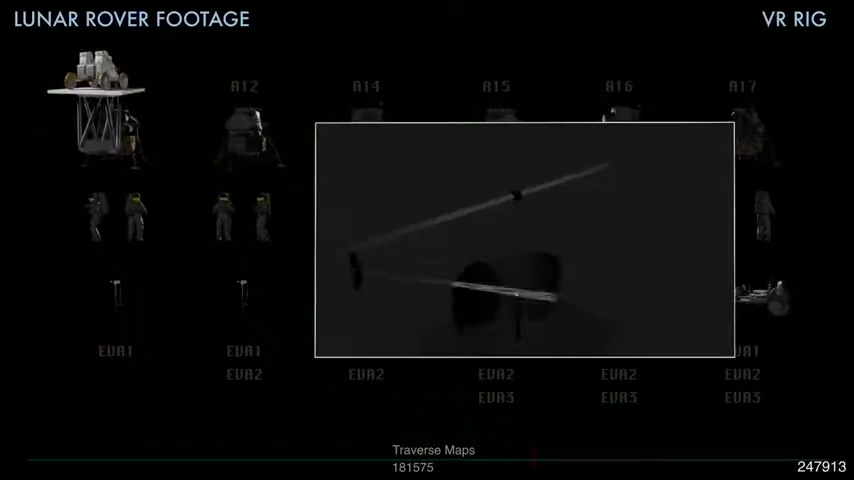 LUNAR ROVER FOOTAGE
VR RIG
A12 A14 A15 A16 A17
EVA1 EVA1
EVA2 EVA2 EVA2 EVA2 EVA2
EVA3 EVA3 EVA3
Traverse Maps
181575
247913